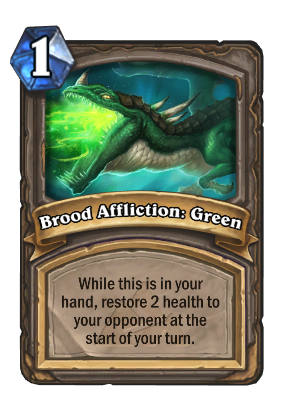 1
Brood Affliction: Green
While this is in your
hand, restore 2 health to
your opponent at the
start of your turn.